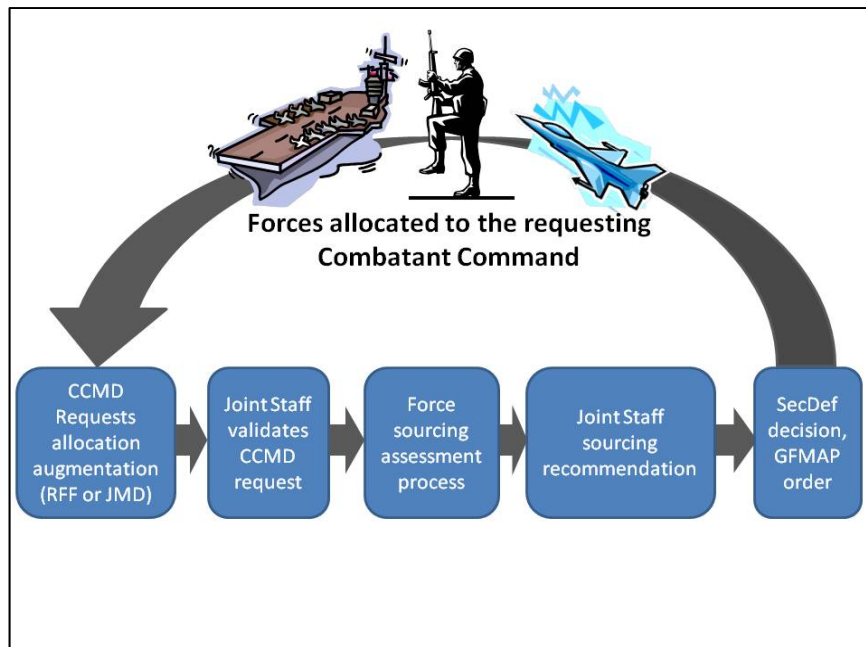 Forces allocated to the requesting
Combatant Command
CCMD
Requests
allocation
augmentation
(RFF or JMD)
Joint Staff
validates
CCMD
request
Force
sourcing
assessment
process
Joint Staff
sourcing
recommendation
SecDef
decision,
GFMAP
order